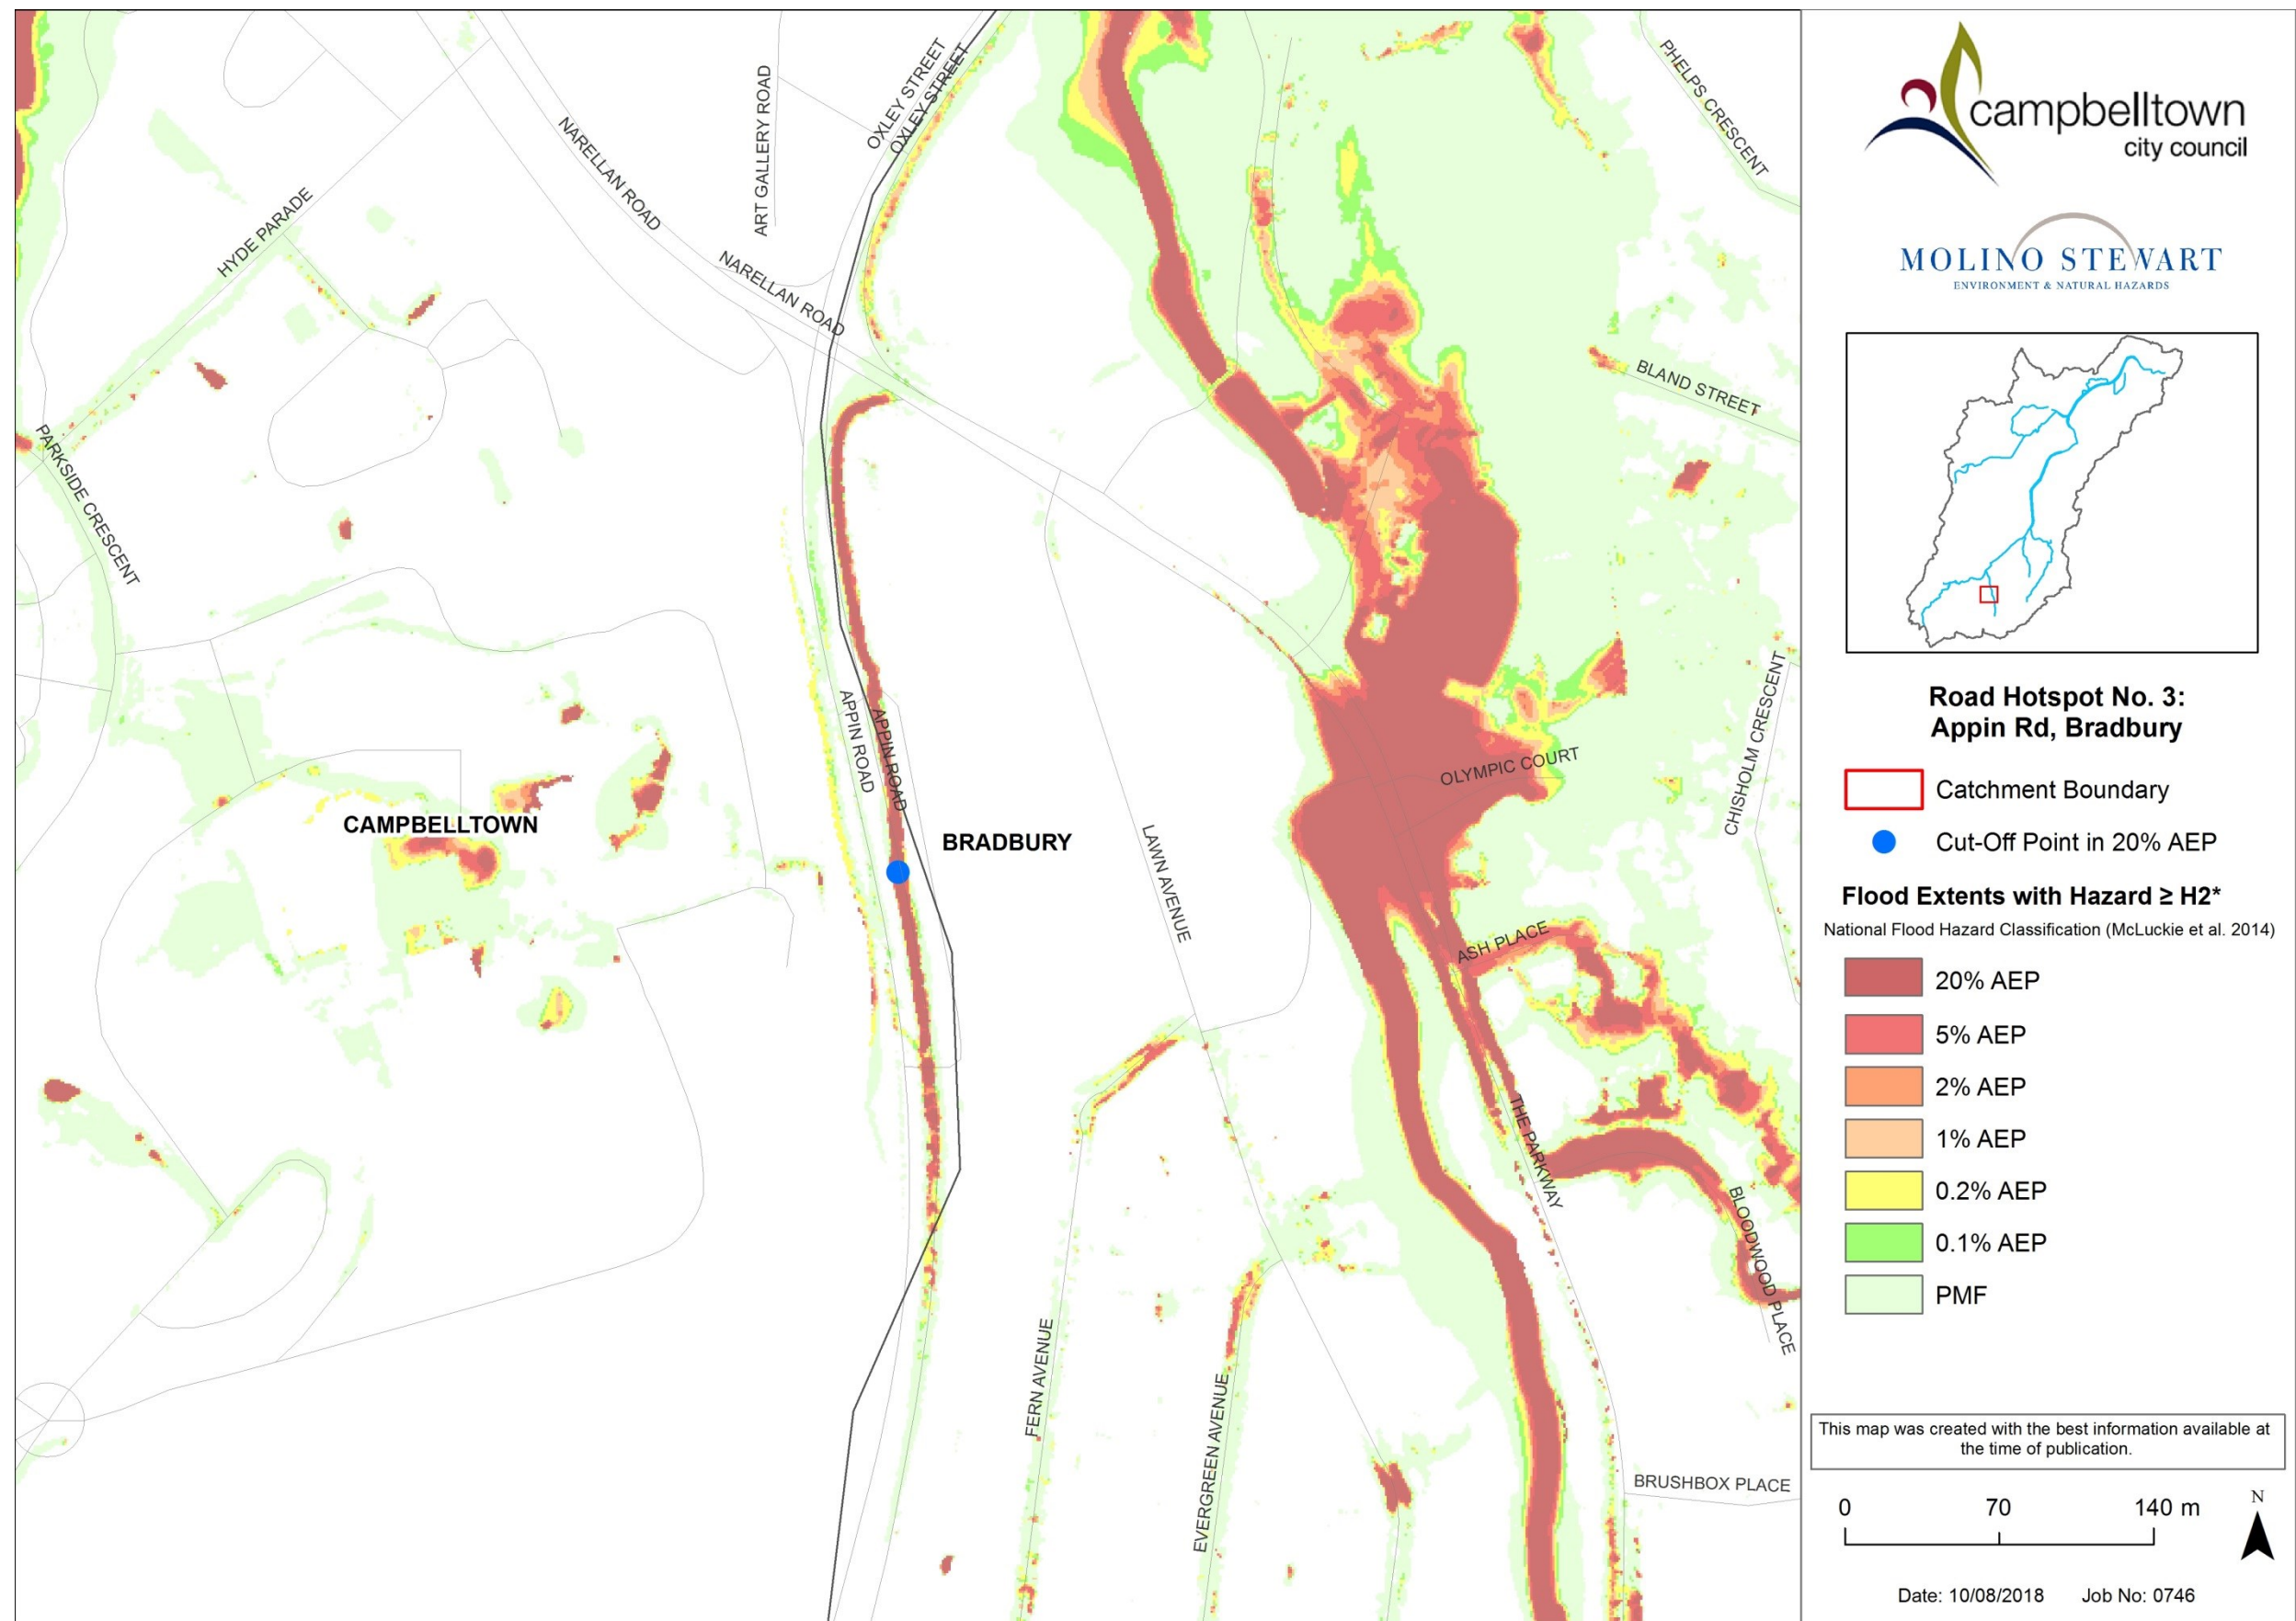 OXLEY STREET
OXLEY STREET
ART GALLERY ROAD
NARELLAN ROAD
NARELLAN ROAD
HYDE PARADE
PARKSIDE CRESCENT
PHELPS CRESCENT
BLAND STREET
CHISHOLM CRESCENT
OLYMPIC COURT
APPIN ROAD
APPIN ROAD
CAMPBELLTOWN
BRADBURY
LAWN AVENUE
ASH PLACE
THE PARKWAY
BLOODWOOD PLACE
FERN AVENUE
EVERGREEN AVENUE
BRUSHBOX PLACE
campbelltown
city council
MOLINO STEWART
ENVIRONMENT & NATURAL HAZARDS
Road Hotspot No. 3:
Appin Rd, Bradbury
Catchment Boundary
Cut-Off Point in 20% AEP
Flood Extents with Hazard ≥ H2*
National Flood Hazard Classification (McLuckie et al. 2014)
20% AEP
5% AEP
2% AEP
1% AEP
0.2% AEP
0.1% AEP
PMF
This map was created with the best information available at
the time of publication.
0 70 140 m
N
Date: 10/08/2018 Job No: 0746